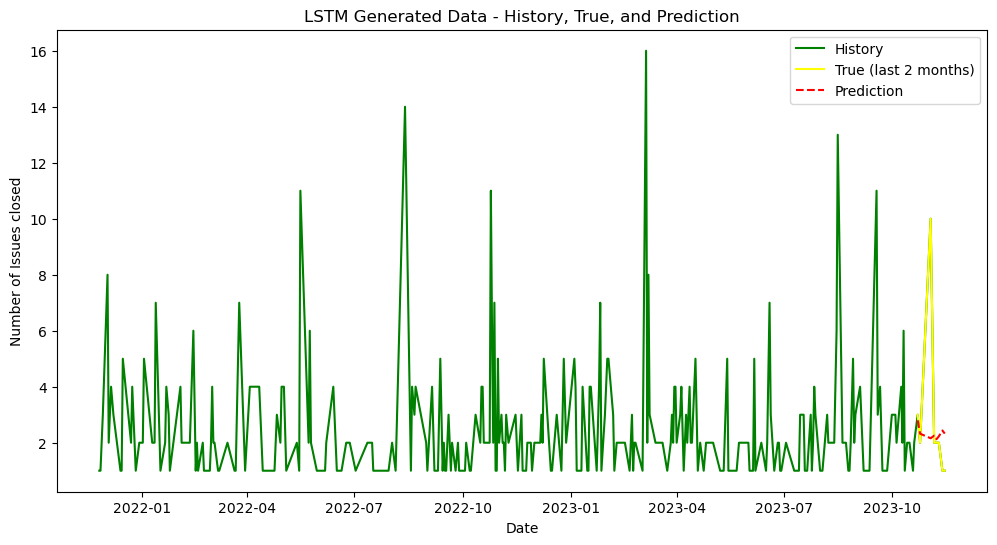 LSTM Generated Data - History, True, and Prediction
History
True (last 2 months)
Prediction
Number of Issues closed
16
14
12
10
8
6
4
2
2022-01
2022-04
2022-07
2022-10
2023-01
2023-04
2023-07
2023-10
Date